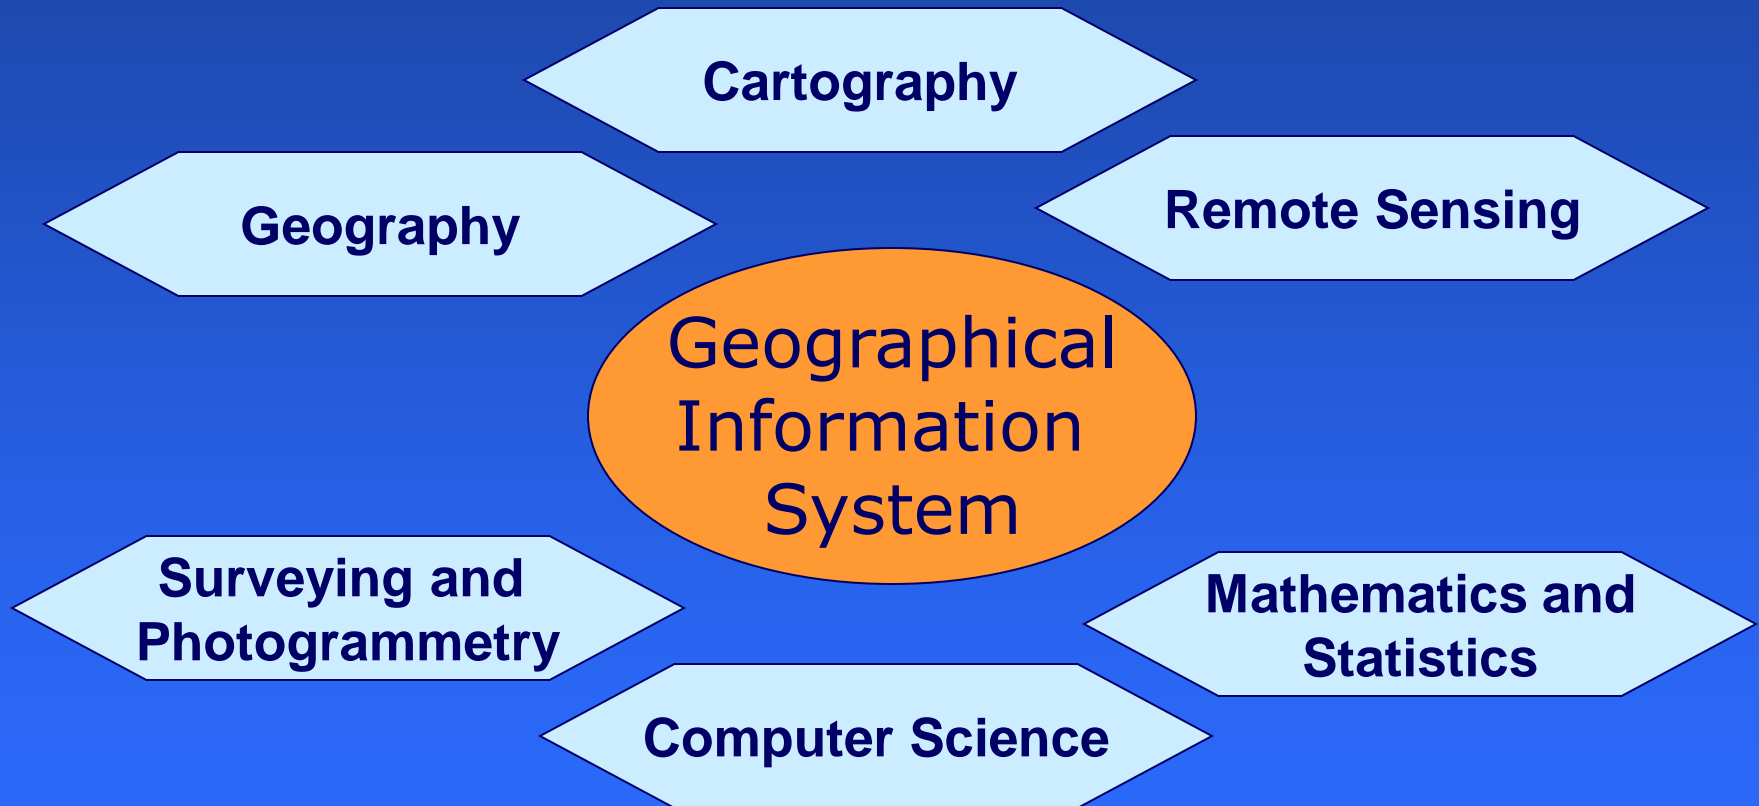 Cartography
Geography
Remote Sensing
Geographical
Information
System
Surveying and
Photogrammetry
Mathematics and
Statistics
Computer Science